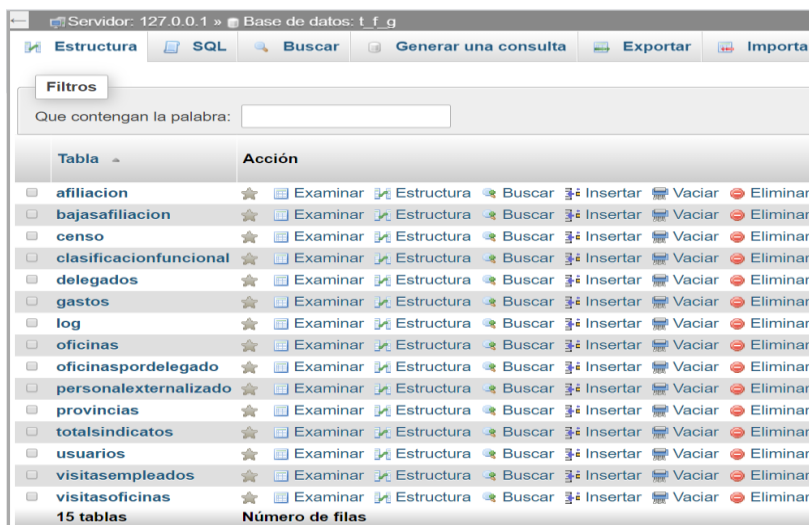 Servidor: 127.0.0.1 » Base de datos: t_f_g
Estructura SQL Buscar Generar una consulta Exportar Importa
Filtros
Que contengan la palabra:
Tabla Acción
afiliacion Examinar Estructura Buscar Insertar Vaciar Eliminar
bajasafiliacion Examinar Estructura Buscar Insertar Vaciar Eliminar
censo Examinar Estructura Buscar Insertar Vaciar Eliminar
clasificacionfuncional Examinar Estructura Buscar Insertar Vaciar Eliminar
delegados Examinar Estructura Buscar Insertar Vaciar Eliminar
gastos Examinar Estructura Buscar Insertar Vaciar Eliminar
log Examinar Estructura Buscar Insertar Vaciar Eliminar
oficinas Examinar Estructura Buscar Insertar Vaciar Eliminar
oficinaspordelegado Examinar Estructura Buscar Insertar Vaciar Eliminar
personalexternalizado Examinar Estructura Buscar Insertar Vaciar Eliminar
provincias Examinar Estructura Buscar Insertar Vaciar Eliminar
totalsindicatos Examinar Estructura Buscar Insertar Vaciar Eliminar
usuarios Examinar Estructura Buscar Insertar Vaciar Eliminar
visitasempleados Examinar Estructura Buscar Insertar Vaciar Eliminar
visitasoficinas Examinar Estructura Buscar Insertar Vaciar Eliminar
15 tablas Número de filas